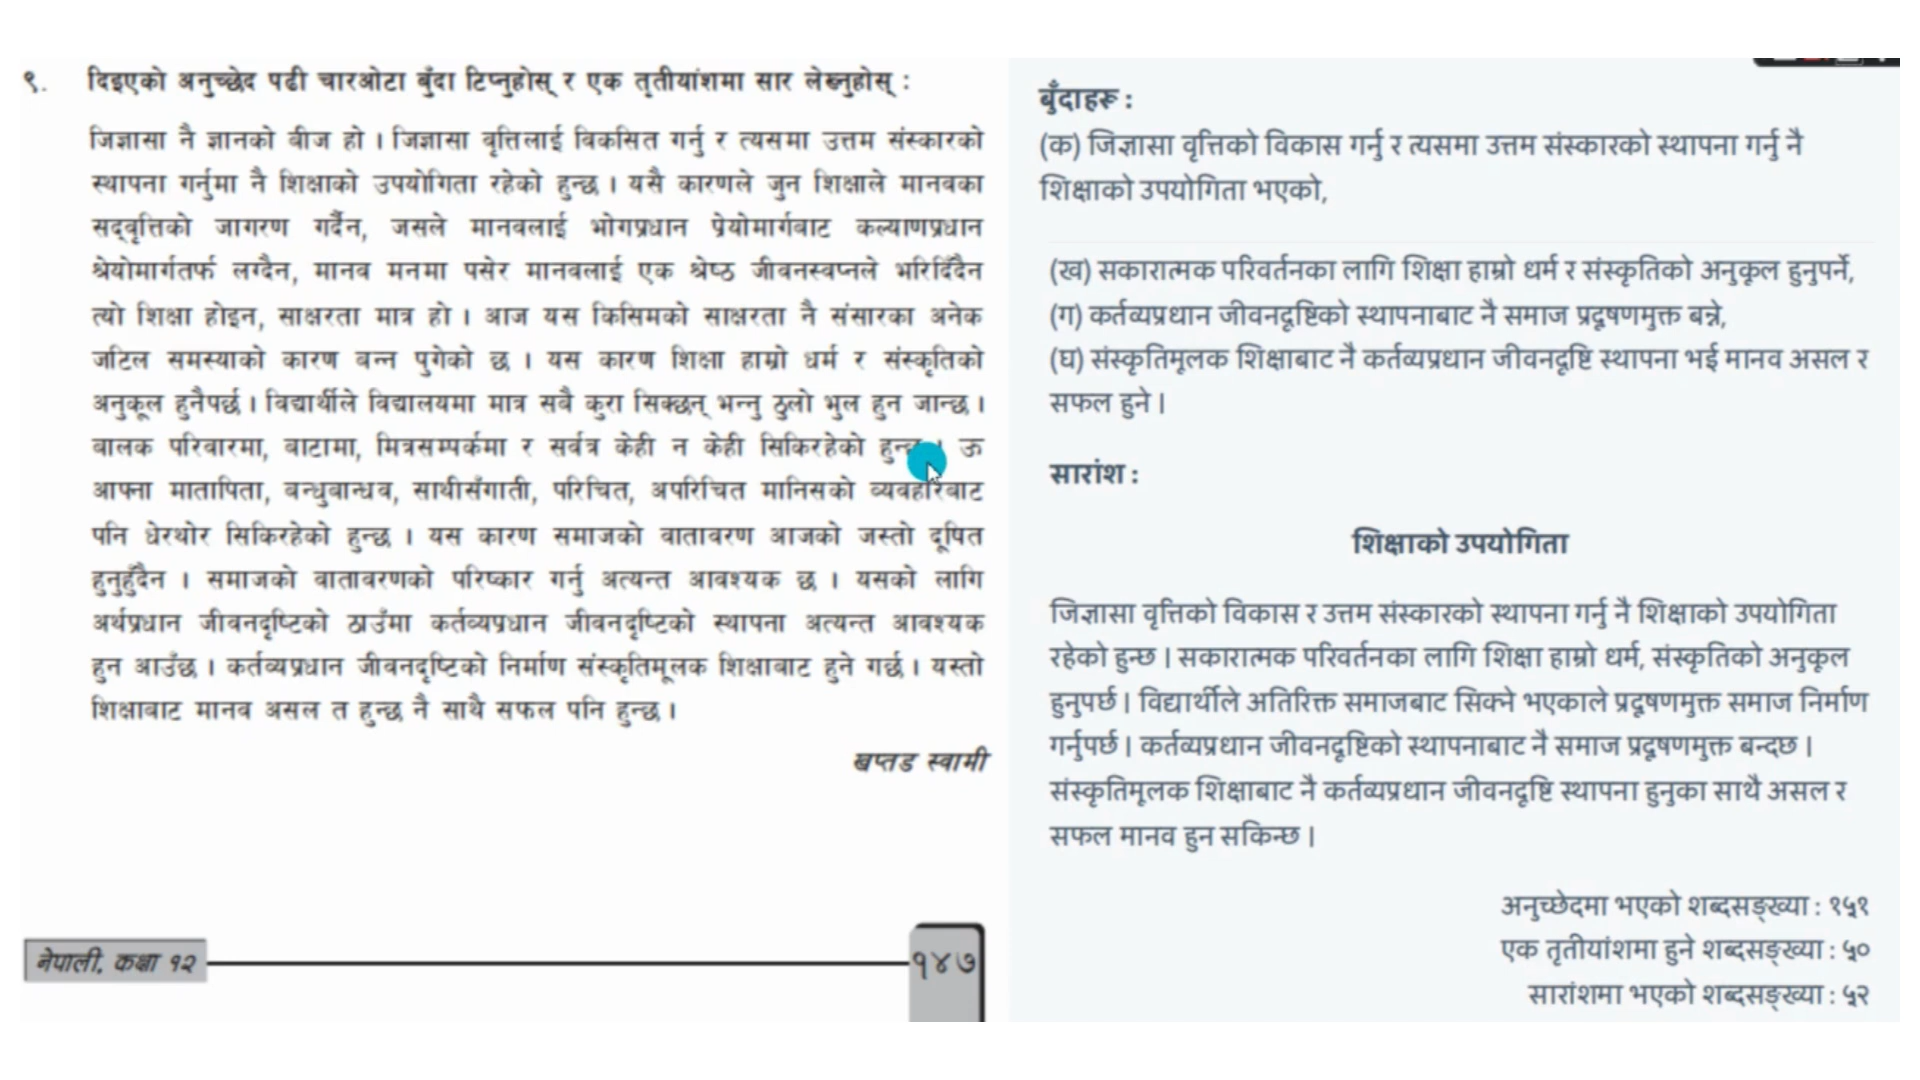 ९. दिइएको अनुच्छेद पढी चारओटा बुँदा टिप्नुहोस् र एक तृतीयांशमा सार लेख्नुहोस् :
जिज्ञासा नै ज्ञानको बीज हो । जिज्ञासा वृत्तिलाई विकसित गर्नु र त्यसमा उत्तम संस्कारको
स्थापना गर्नुमा नै शिक्षाको उपयोगिता रहेको हुन्छ । यसै कारणले जुन शिक्षाले मानवका
सद्वृत्तिको जागरण गर्दैन, जसले मानवलाई भोगप्रधान प्रेयोमार्गबाट कल्याणप्रधान
श्रेयोमार्गतर्फ लग्दैन, मानव मनमा पसेर मानवलाई एक श्रेष्ठ जीवनस्वप्नले भरिदिँदैन
त्यो शिक्षा होइन, साक्षरता मात्र हो । आज यस किसिमको साक्षरता नै संसारका अनेक
जटिल समस्याको कारण बन्न पुगेको छ । यस कारण शिक्षा हाम्रो धर्म र संस्कृतिको
अनुकूल हुनैपर्छ । विद्यार्थीले विद्यालयमा मात्र सबै कुरा सिक्छन् भन्नु ठुलो भुल हुन जान्छ ।
बालक परिवारमा, बाटामा, मित्रसम्पर्कमा र सर्वत्र केही न केही सिकिरहेको हुन्छ । ऊ
आफ्ना मातापिता, बन्धुबान्धव, साथीसँगाती, परिचित, अपरिचित मानिसको व्यवहारबाट
पनि धेरथोर सिकिरहेको हुन्छ । यस कारण समाजको वातावरण आजको जस्तो दूषित
हुनुहुँदैन । समाजको वातावरणको परिष्कार गर्नु अत्यन्त आवश्यक छ । यसको लागि
अर्थप्रधान जीवनदृष्टिको ठाउँमा कर्तव्यप्रधान जीवनदृष्टिको स्थापना अत्यन्त आवश्यक
हुन आउँछ । कर्तव्यप्रधान जीवनदृष्टिको निर्माण संस्कृतिमूलक शिक्षाबाट हुने गर्छ । यस्तो
शिक्षाबाट मानव असल त हुन्छ नै साथै सफल पनि हुन्छ ।
खप्तड स्वामी
नेपाली, कक्षा १२
१४७
बुँदाहरू :
(क) जिज्ञासा वृत्तिको विकास गर्नु र त्यसमा उत्तम संस्कारको स्थापना गर्नु नै
शिक्षाको उपयोगिता भएको,
(ख) सकारात्मक परिवर्तनका लागि शिक्षा हाम्रो धर्म र संस्कृतिको अनुकूल हुनुपर्ने,
(ग) कर्तव्यप्रधान जीवनदृष्टिको स्थापनाबाट नै समाज प्रदूषणमुक्त बन्ने,
(घ) संस्कृतिमूलक शिक्षाबाट नै कर्तव्यप्रधान जीवनदृष्टि स्थापना भई मानव असल र
सफल हुने ।
सारांश :
शिक्षाको उपयोगिता
जिज्ञासा वृत्तिको विकास र उत्तम संस्कारको स्थापना गर्नु नै शिक्षाको उपयोगिता
रहेको हुन्छ । सकारात्मक परिवर्तनका लागि शिक्षा हाम्रो धर्म, संस्कृतिको अनुकूल
हुनुपर्छ । विद्यार्थीले अतिरिक्त समाजबाट सिक्ने भएकाले प्रदूषणमुक्त समाज निर्माण
गर्नुपर्छ । कर्तव्यप्रधान जीवनदृष्टिको स्थापनाबाट नै समाज प्रदूषणमुक्त बन्दछ ।
संस्कृतिमूलक शिक्षाबाट नै कर्तव्यप्रधान जीवनदृष्टि स्थापना हुनुका साथै असल र
सफल मानव हुन सकिन्छ ।
अनुच्छेदमा भएको शब्दसङ्ख्या : १५१
एक तृतीयांशमा हुने शब्दसङ्ख्या : ५०
सारांशमा भएको शब्दसङ्ख्या : ५२